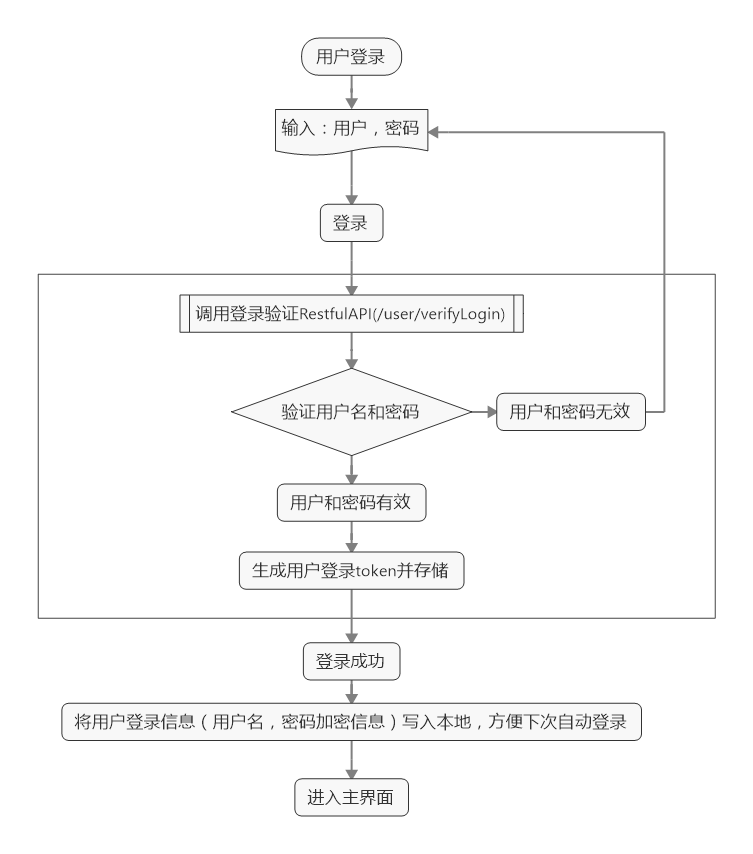 用户登录
输入：用户，密码
登录
调用登录验证RestfulAPI(/user/verifyLogin)
验证用户名和密码
用户和密码无效
用户和密码有效
生成用户登录token并存储
登录成功
将用户登录信息（用户名，密码加密信息）写入本地，方便下次自动登录
进入主界面